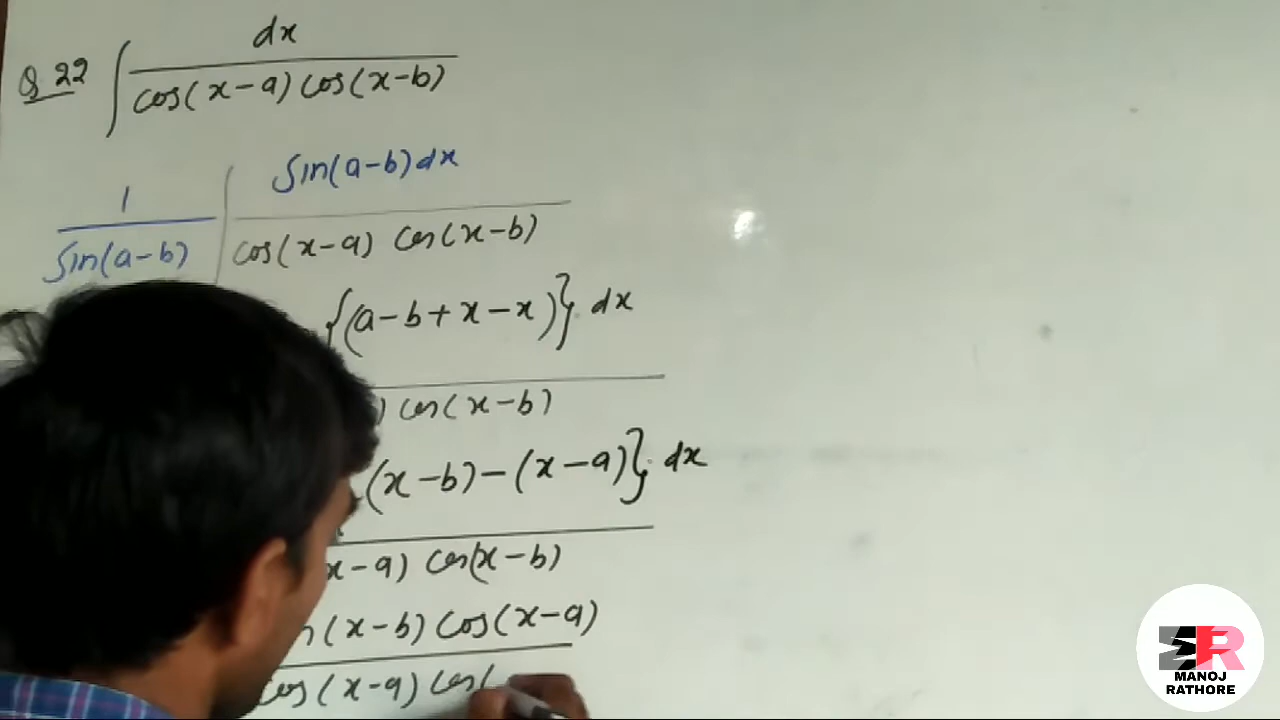 Q 22 ∫ dx
cos(x-a) cos(x-b)
1 ∫ Sin(a-b) dx
Sin(a-b) cos(x-a) cos(x-b)
{(a-b+x-x)}. dx
) cos(x-b)
(x-b)-(x-a)}. dx
x-a) cos(x-b)
n(x-b) cos(x-a)
cos(x-a) cos(
MANOJ
RATHORE